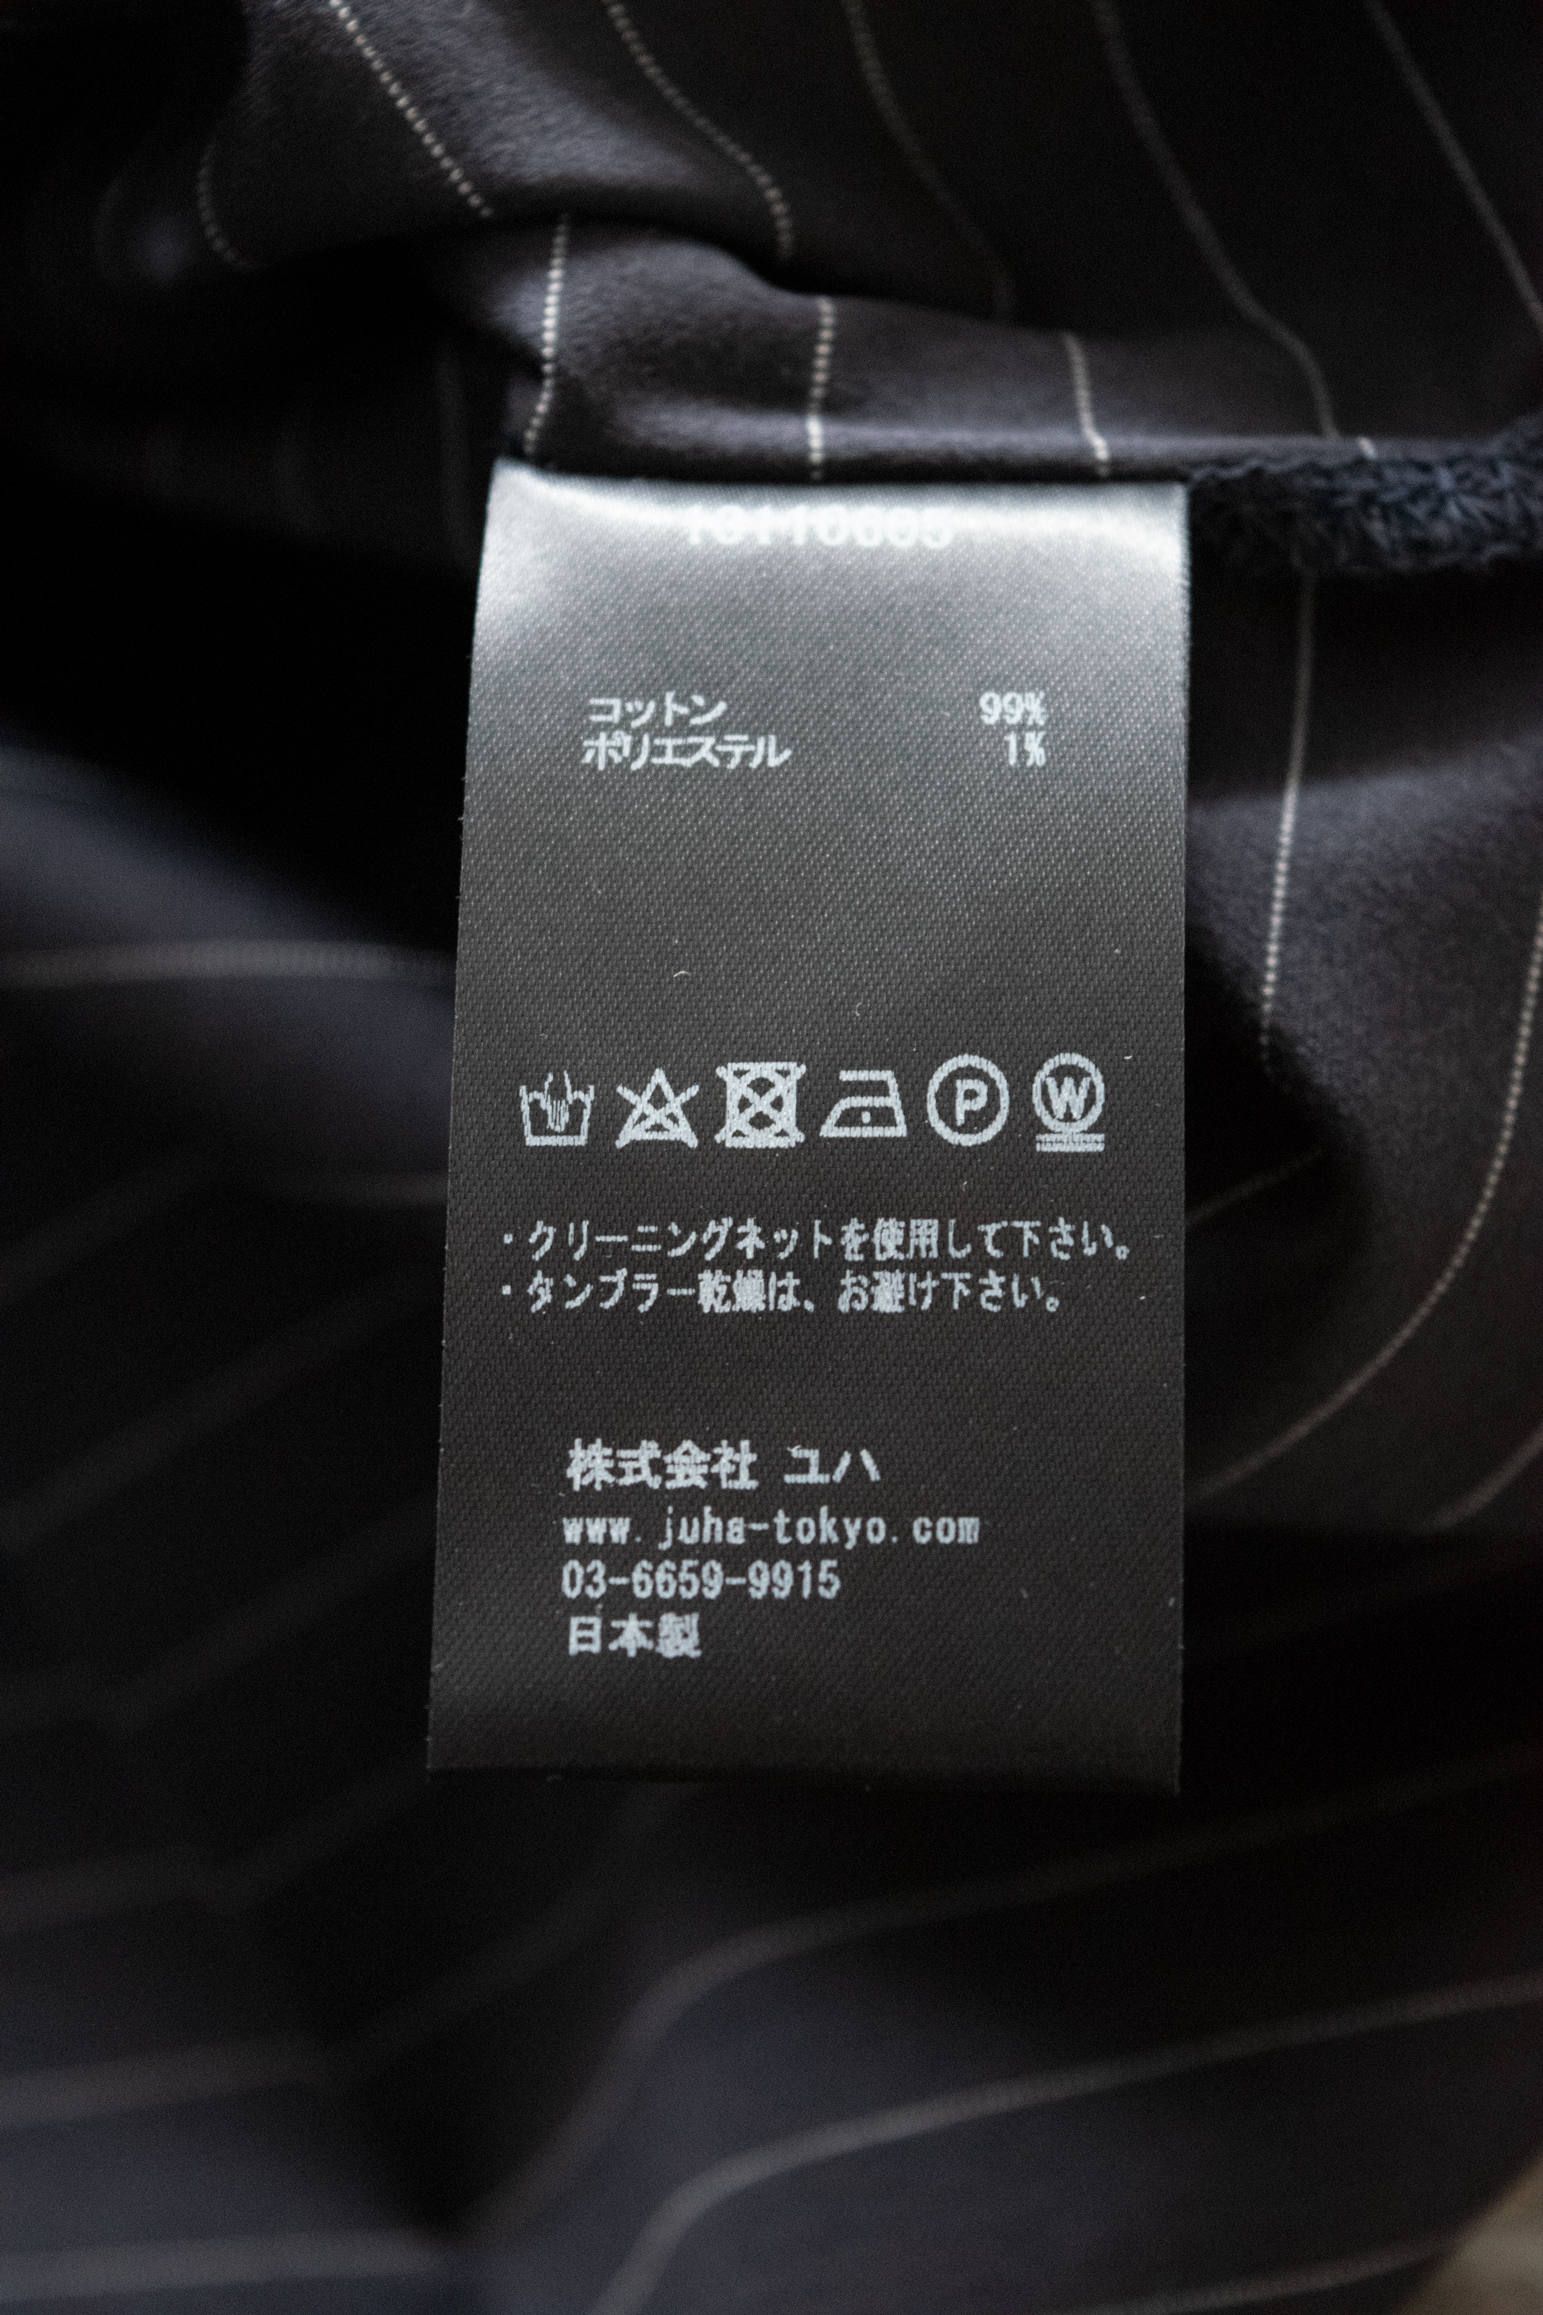 コットン 99%
ポリエステル 1%
P W
・クリーニングネットを使用して下さい。
・タンブラー乾燥は、お避け下さい。
株式会社 ユハ
www.juha-tokyo.com
03-6659-9915
日本製